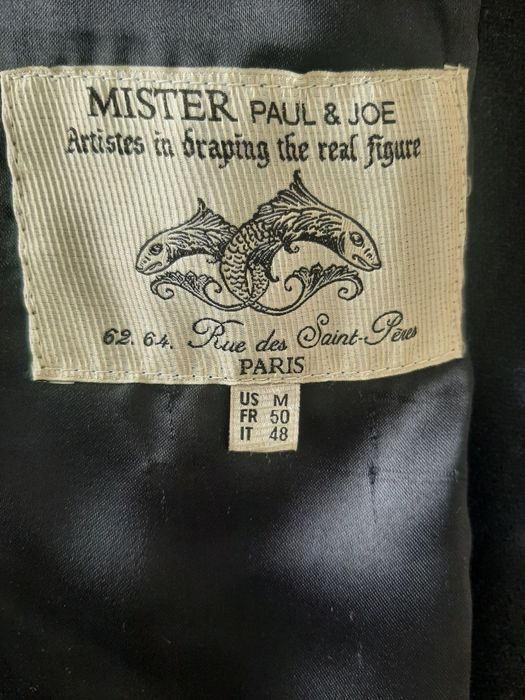 MISTER PAUL & JOE
Artistes in draping the real figure
62. 64. Rue des Saint-Pères
PARIS
US M
FR 50
IT 48